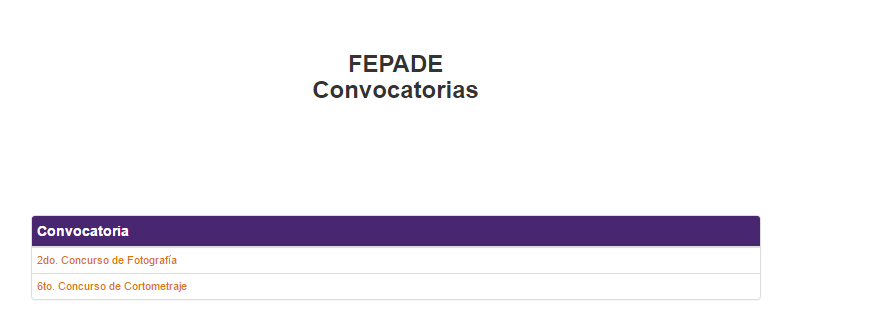 FEPADE
Convocatorias
Convocatoria
2do. Concurso de Fotografía
6to. Concurso de Cortometraje